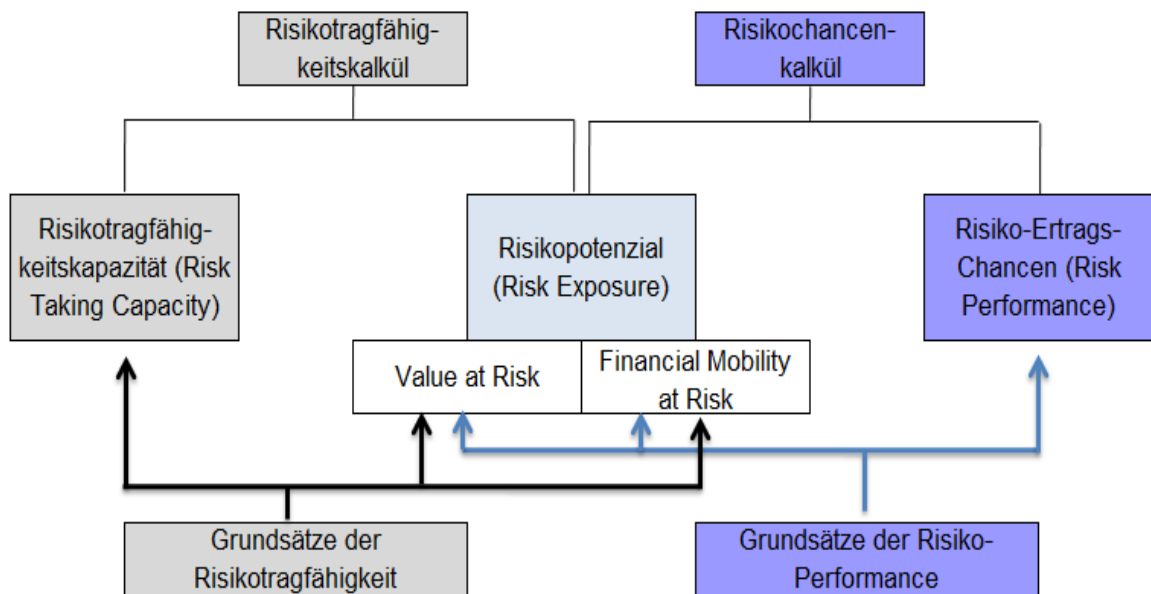 Risikotragfähig-
keitskalkül
Risikochancen-
kalkül
Risikotragfähig-
keitskapazität (Risk
Taking Capacity)
Risikopotenzial
(Risk Exposure)
Risiko-Ertrags-
Chancen (Risk
Performance)
Value at Risk
Financial Mobility
at Risk
Grundsätze der
Risikotragfähigkeit
Grundsätze der Risiko-
Performance